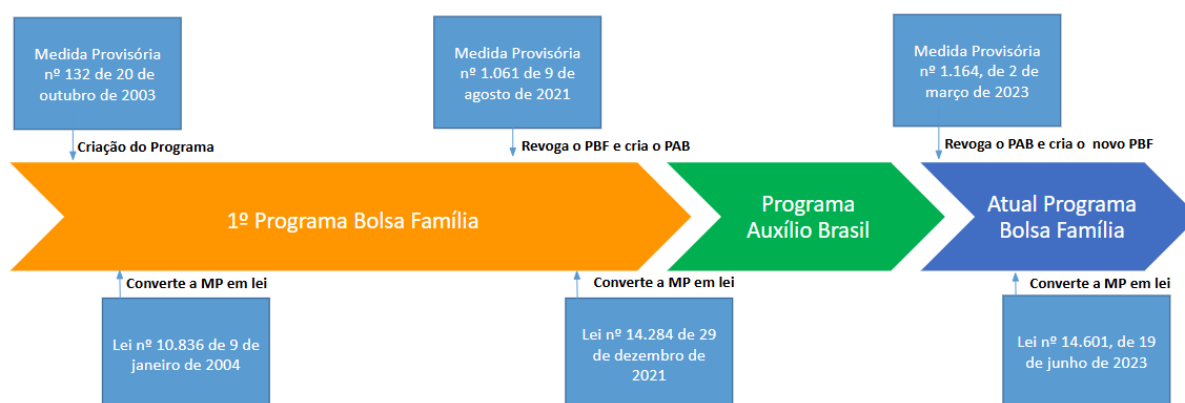 Medida Provisória
nº 132 de 20 de
outubro de 2003
Medida Provisória
nº 1.061 de 9 de
agosto de 2021
Medida Provisória
nº 1.164, de 2 de
março de 2023
Criação do Programa
Revoga o PBF e cria o PAB
Revoga o PAB e cria o novo PBF
1º Programa Bolsa Família
Programa
Auxílio Brasil
Atual Programa
Bolsa Família
Converte a MP em lei
Converte a MP em lei
Converte a MP em lei
Lei nº 10.836 de 9 de
janeiro de 2004
Lei nº 14.284 de 29
de dezembro de
2021
Lei nº 14.601, de 19
de junho de 2023